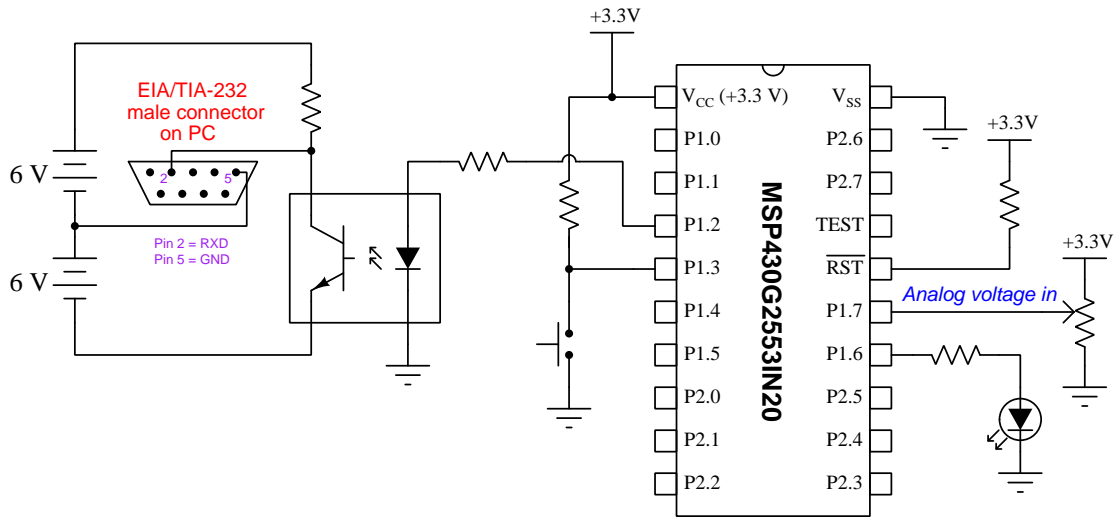 +3.3V
EIA/TIA-232
male connector
on PC
6 V
2
5
Pin 2 = RXD
Pin 5 = GND
6 V
MSP430G2553IN20
VCC (+3.3 V)
P1.0
P1.1
P1.2
P1.3
P1.4
P1.5
P2.0
P2.1
P2.2
VSS
P2.6
P2.7
TEST
RST
P1.7
P1.6
P2.5
P2.4
P2.3
+3.3V
+3.3V
Analog voltage in